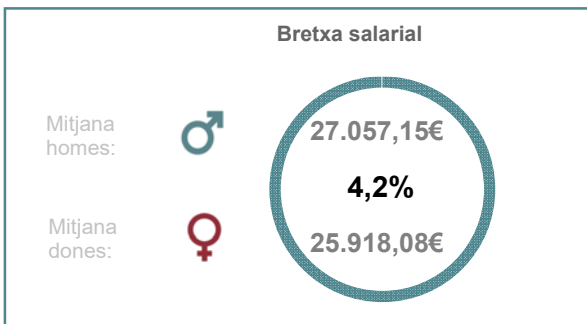 Bretxa salarial
Mitjana
homes:
27.057,15€
4,2%
Mitjana
dones:
25.918,08€